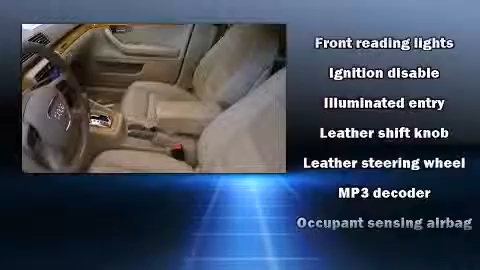 Front reading lights
Ignition disable
Illuminated entry
Leather shift knob
Leather steering wheel
MP3 decoder
Occupant sensing airbag